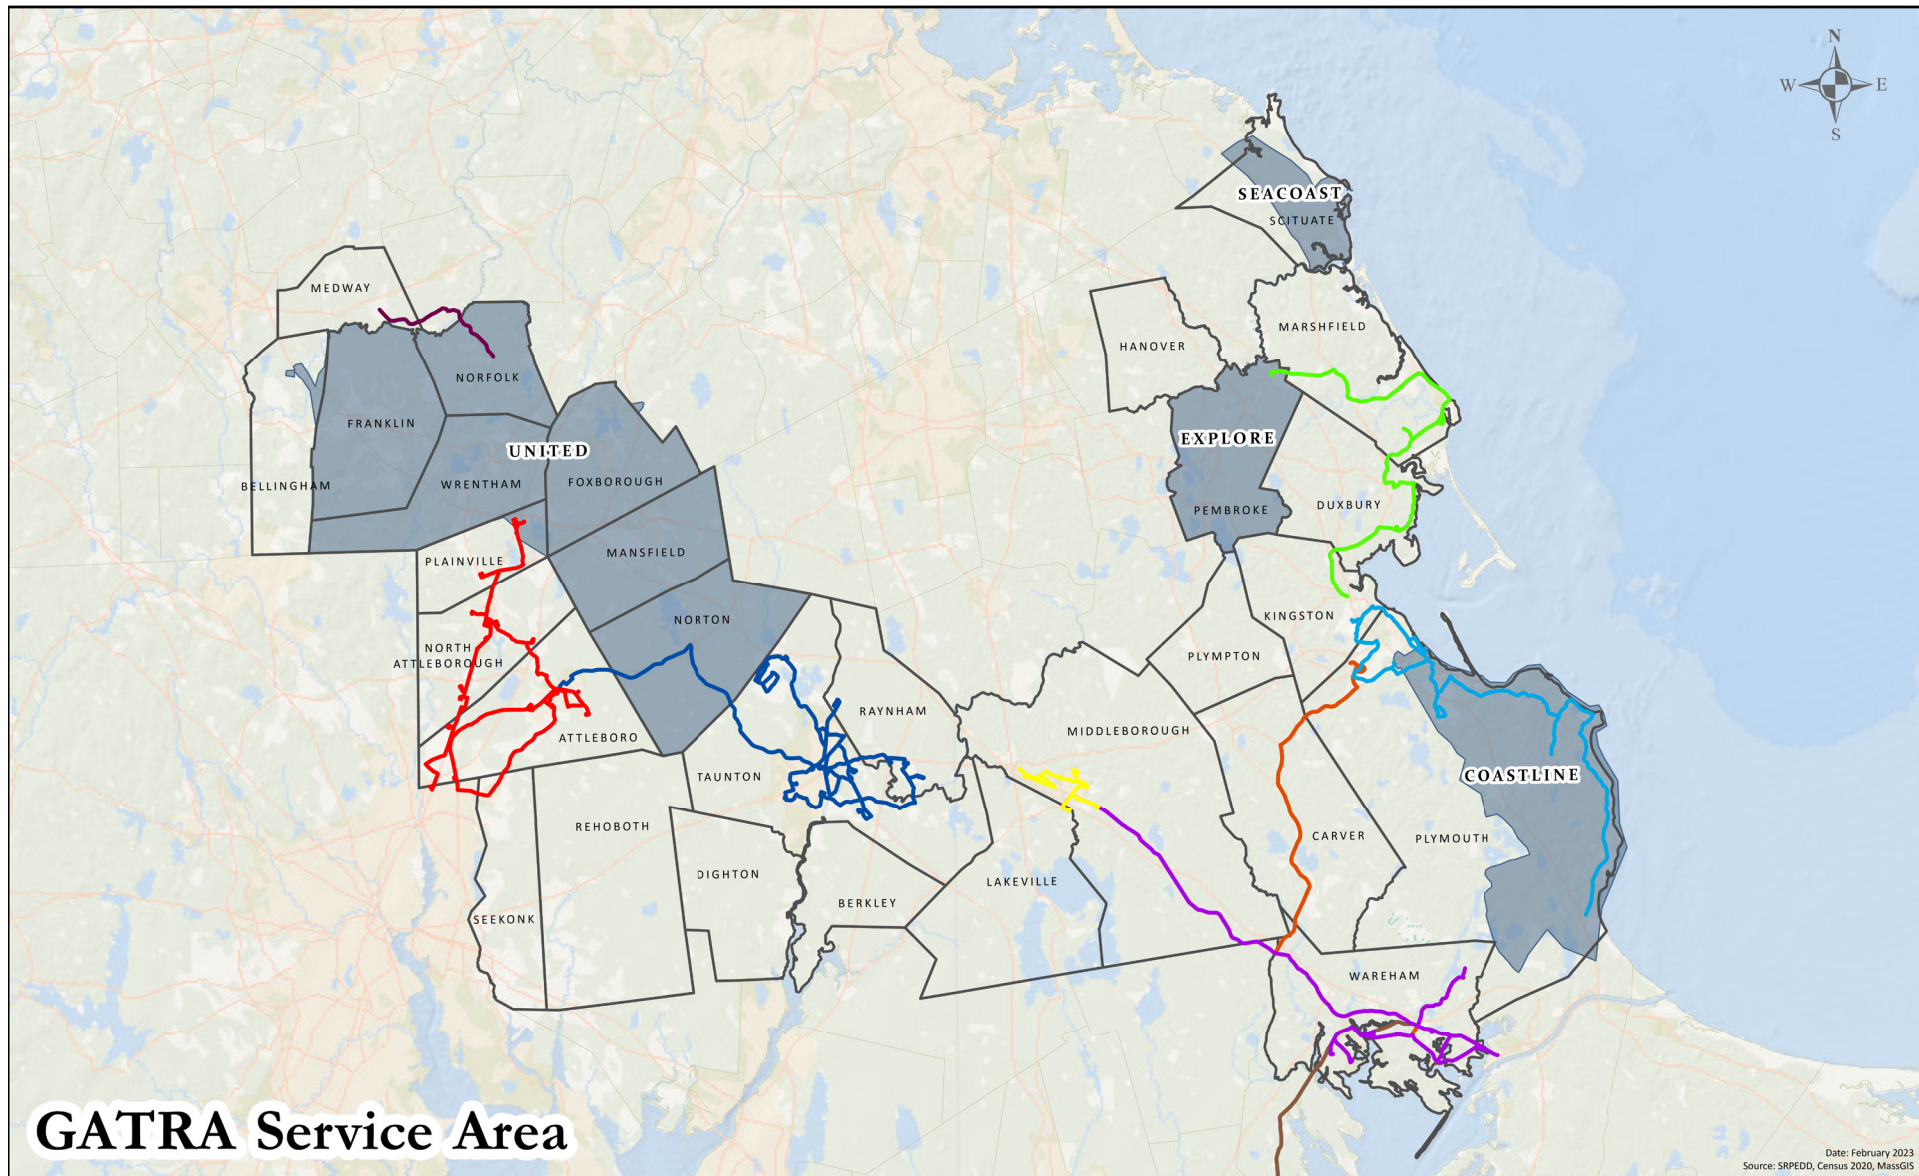 N
W E
S
SEACOAST
SCITUATE
MEDWAY
MARSHFIELD
HANOVER
NORFOLK
FRANKLIN
EXPLORE
UNITED
BELLINGHAM
WRENTHAM
FOXBOROUGH
PEMBROKE
DUXBURY
MANSFIELD
PLAINVILLE
KINGSTON
NORTON
NORTH
ATTLEBOROUGH
PLYMPTON
RAYNHAM
MIDDLEBOROUGH
ATTLEBORO
TAUNTON
COASTLINE
REHOBOTH
CARVER
PLYMOUTH
DIGHTON
LAKEVILLE
BERKLEY
SEEKONK
WAREHAM
GATRA Service Area
Date: February 2023
Source: SRPEDD, Census 2020, MassGIS